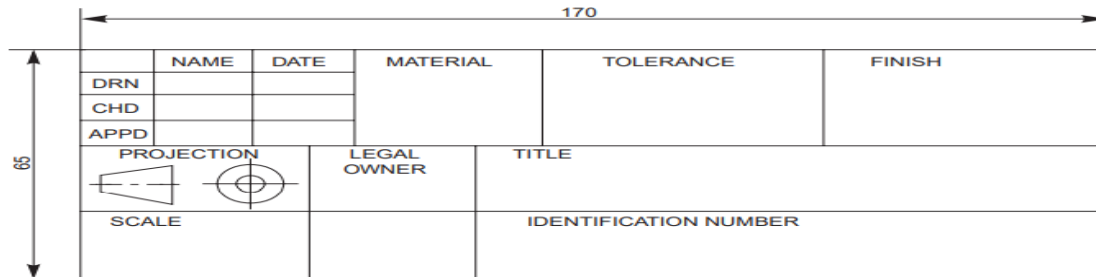 170
NAME DATE MATERIAL TOLERANCE FINISH
DRN
CHD
APPD
65
PROJECTION LEGAL OWNER TITLE
SCALE IDENTIFICATION NUMBER